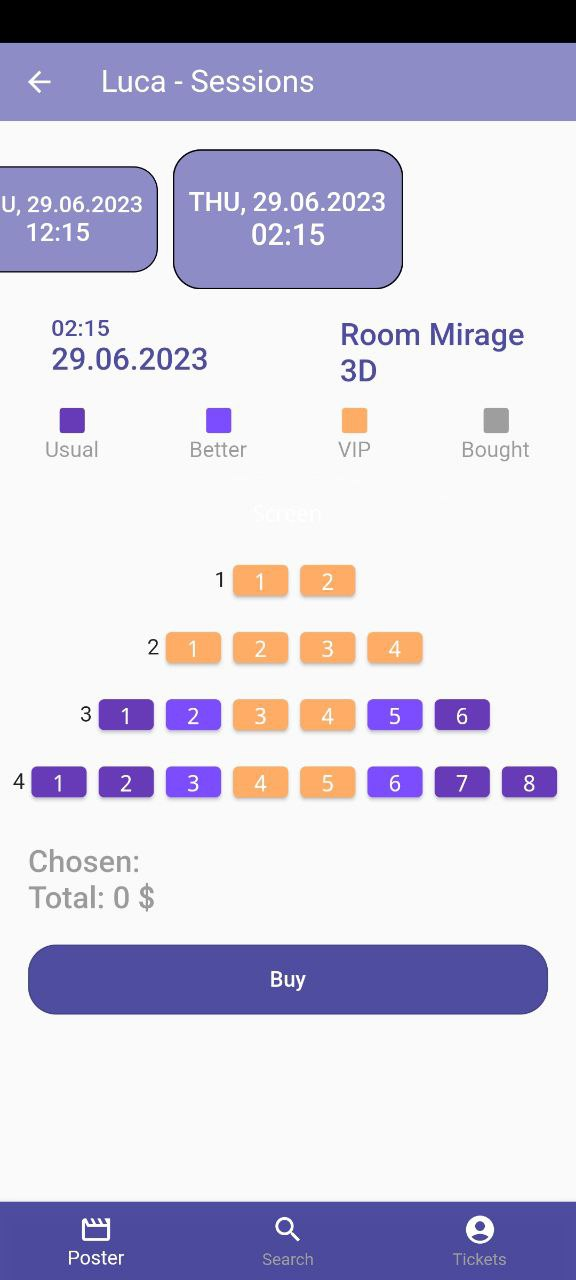 Luca - Sessions
U, 29.06.2023
12:15
THU, 29.06.2023
02:15
02:15
29.06.2023
Room Mirage
3D
Usual
Better
VIP
Bought
Screen
1 1 2
2 1 2 3 4
3 1 2 3 4 5 6
4 1 2 3 4 5 6 7 8
Chosen:
Total: 0 $
Buy
Poster
Search
Tickets